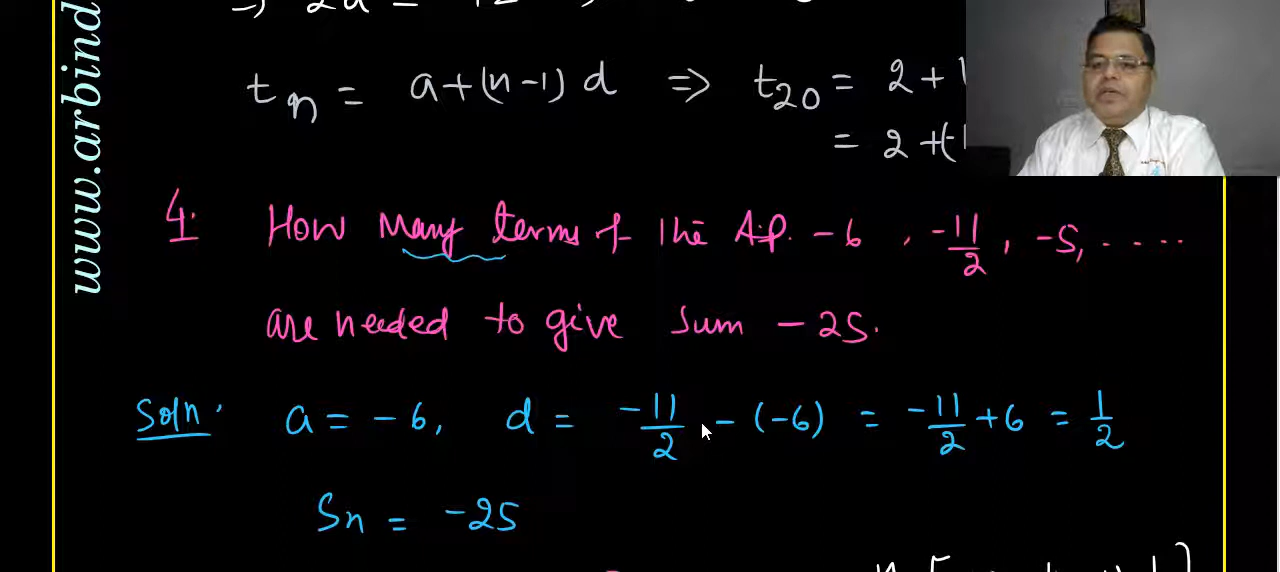 www.arbind
⇒ 2d =
tn = a+(n-1) d ⇒ t20 = 2 +
= 2 +(-
4. How Many terms of the A.P. -6, -11/2, -5, ....
are needed to give sum -25.
Soln. a = -6, d = -11/2 - (-6) = -11/2 +6 = 1/2
Sn = -25